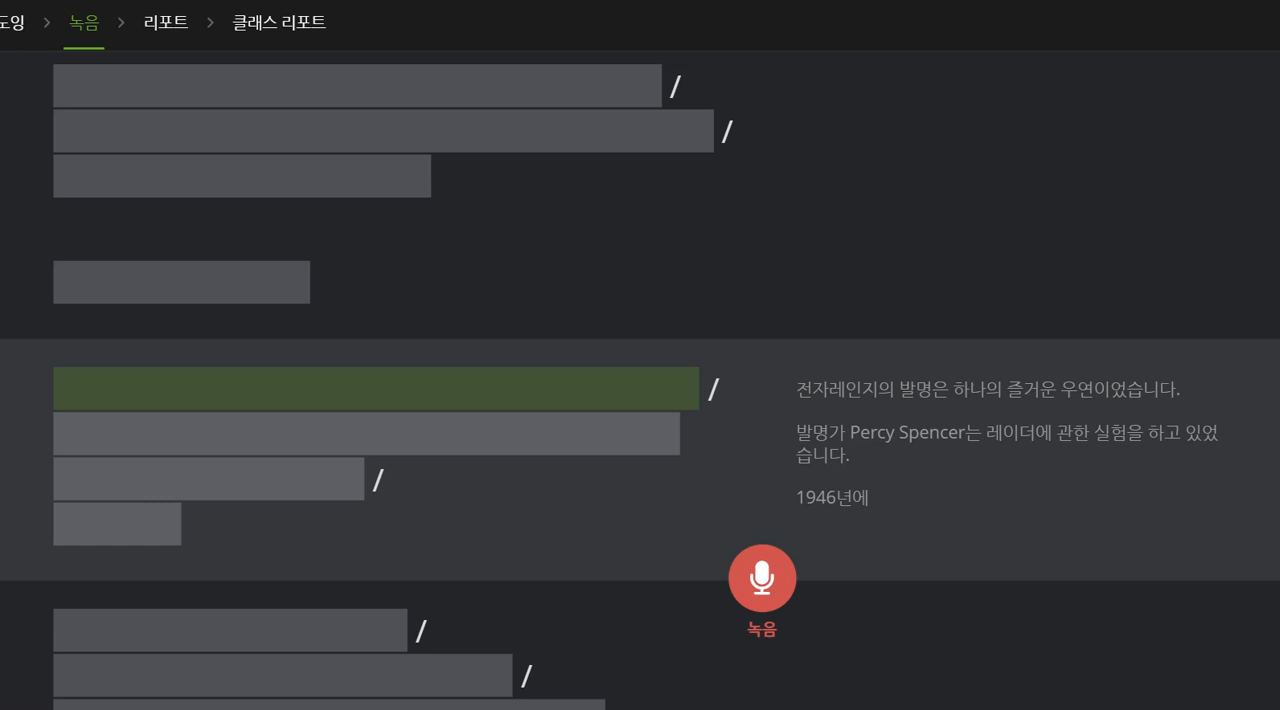 도잉 > 녹음 > 리포트 > 클래스 리포트
/
/
/
전자레인지의 발명은 하나의 즐거운 우연이었습니다.
발명가 Percy Spencer는 레이더에 관한 실험을 하고 있었
습니다.
/
1946년에
녹음
/
/